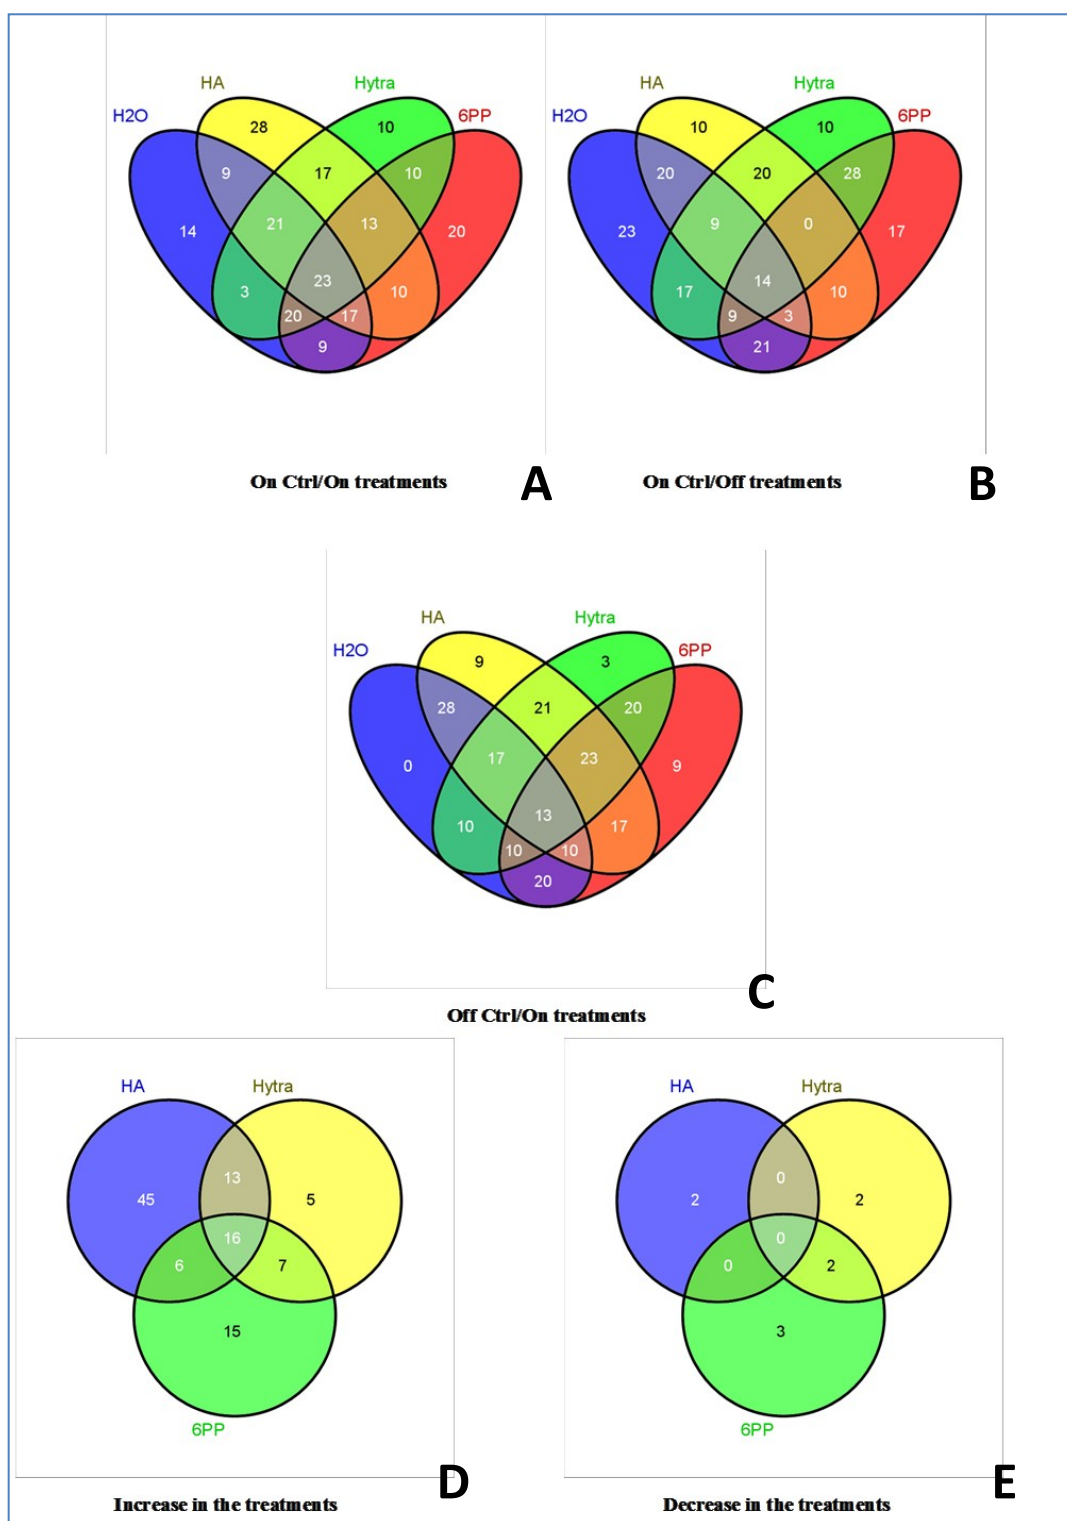 HA Hytra HA Hytra
H2O 6PP H2O 6PP
28 10 10 10
9 17 10 20 20 28
14 21 13 20 23 9 0 17
3 23 10 17 14 10
20 17 9 3
9 21
On Ctrl/On treatments A On Ctrl/Off treatments B
HA Hytra
H2O 6PP
9 3
28 21 20
0 17 23 9
10 13 17
10 10
20
C
Off Ctrl/On treatments
HA Hytra HA Hytra
13 0
45 5 2 2
16 0
6 7 0 2
15 3
6PP 6PP
D E
Increase in the treatments Decrease in the treatments